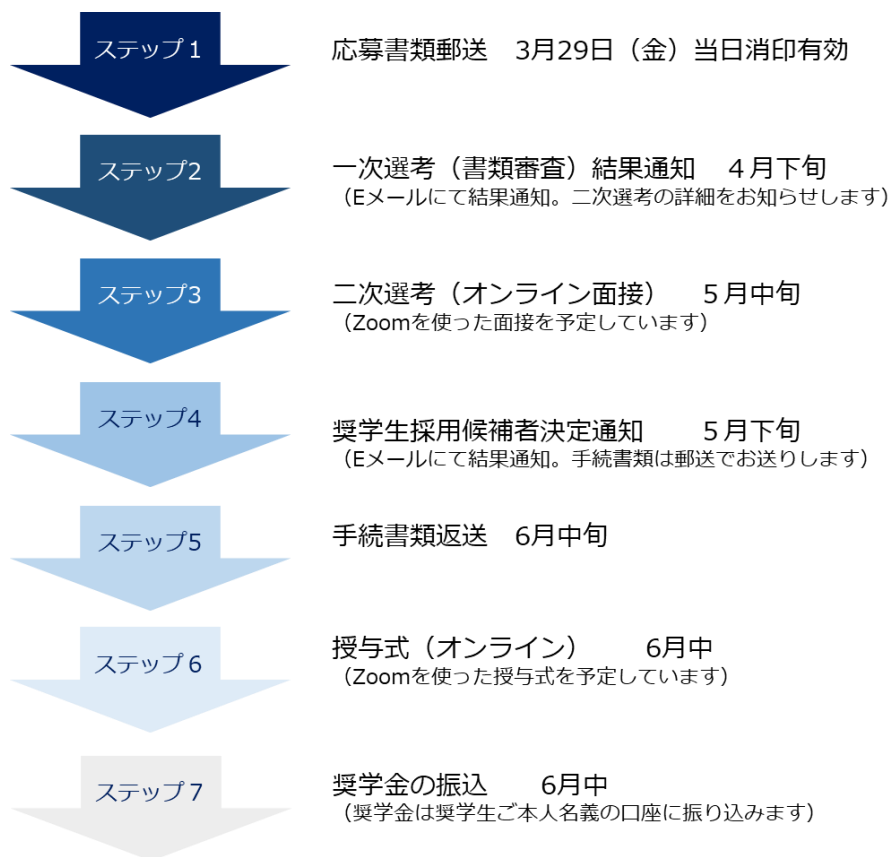 ステップ１
応募書類郵送　3月29日（金）当日消印有効
ステップ2
一次選考（書類審査）結果通知　４月下旬
（Eメールにて結果通知。二次選考の詳細をお知らせします）
ステップ3
二次選考（オンライン面接）　５月中旬
（Zoomを使った面接を予定しています）
ステップ4
奨学生採用候補者決定通知　　５月下旬
（Eメールにて結果通知。手続書類は郵送でお送りします）
ステップ5
手続書類返送　6月中旬
ステップ６
授与式（オンライン）　　6月中
（Zoomを使った授与式を予定しています）
ステップ７
奨学金の振込　　6月中
（奨学金は奨学生ご本人名義の口座に振り込みます）